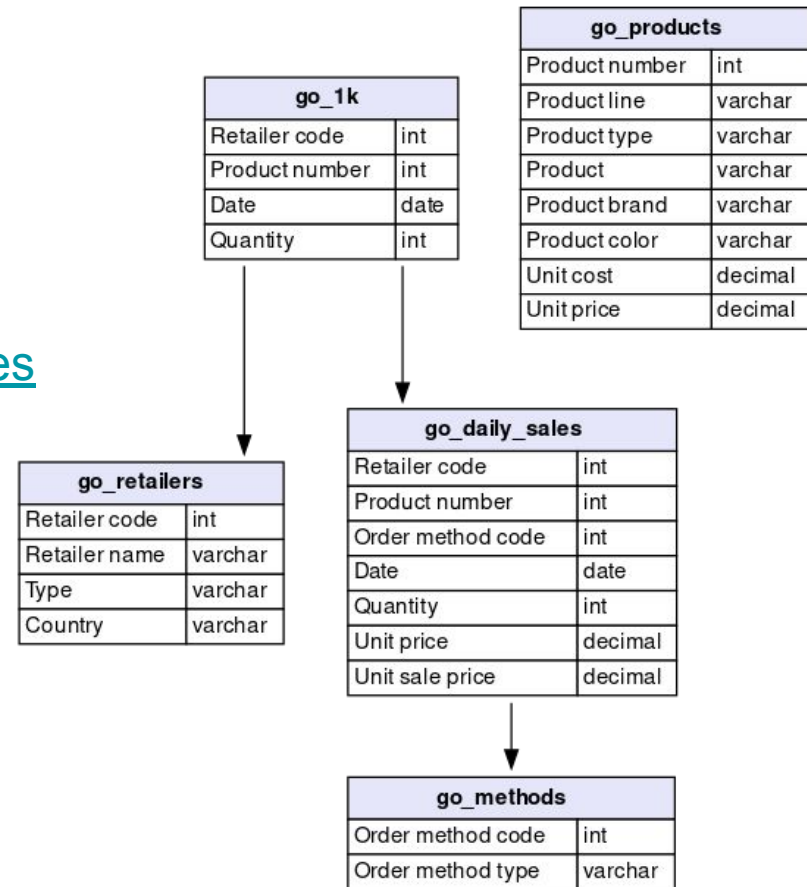 go_products
Product number int
Product line varchar
Product type varchar
Product varchar
Product brand varchar
Product color varchar
Unit cost decimal
Unit price decimal
go_1k
Retailer code int
Product number int
Date date
Quantity int
es
go_retailers
Retailer code int
Retailer name varchar
Type varchar
Country varchar
go_daily_sales
Retailer code int
Product number int
Order method code int
Date date
Quantity int
Unit price decimal
Unit sale price decimal
go_methods
Order method code int
Order method type varchar